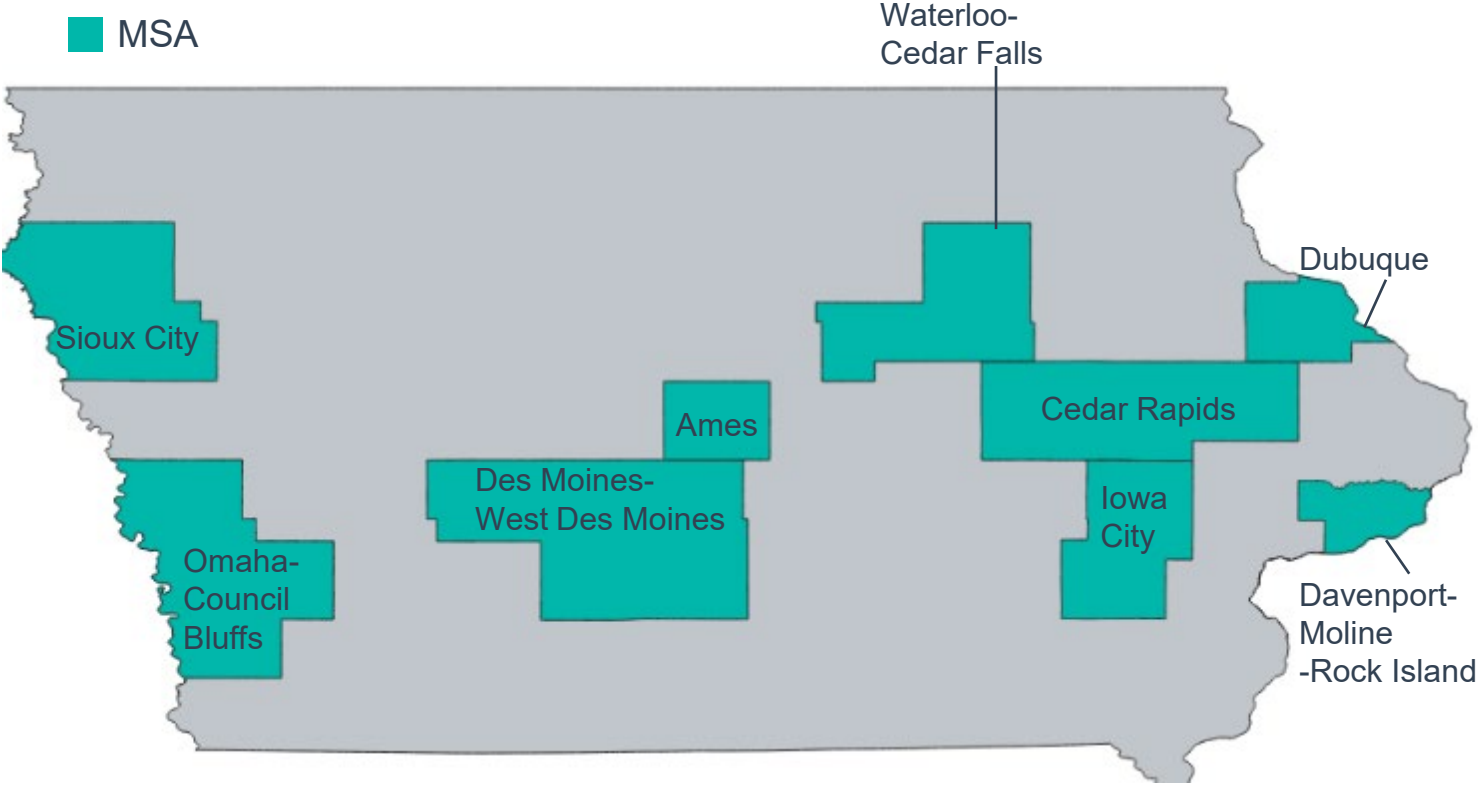 MSA
Waterloo-
Cedar Falls
Dubuque
Sioux City
Cedar Rapids
Ames
Des Moines-
West Des Moines
Iowa
City
Omaha-
Council
Bluffs
Davenport-
Moline
-Rock Island